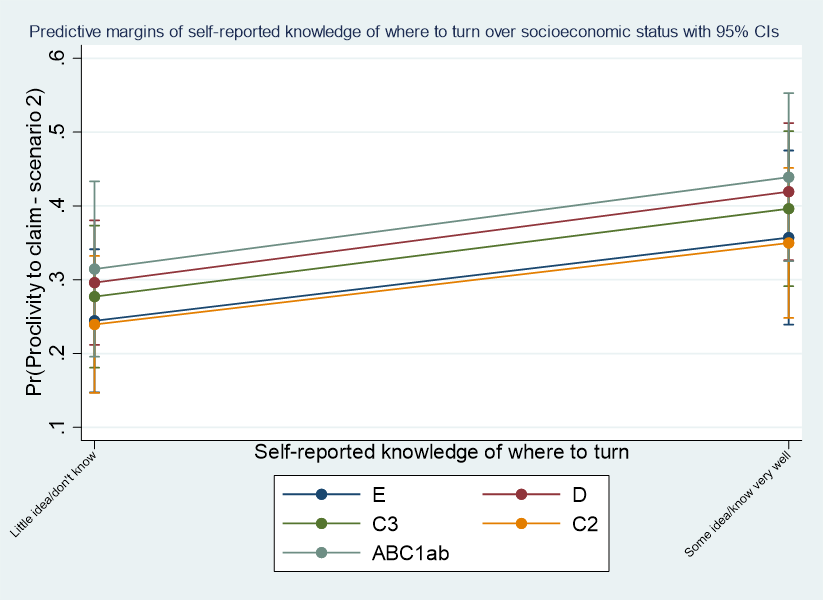 Predictive margins of self-reported knowledge of where to turn over socioeconomic status with 95% CIs
Pr(Proclivity to claim - scenario 2)
.6
.5
.4
.3
.2
.1
Little idea/don't know
Some idea/know very well
Self-reported knowledge of where to turn
E
D
C3
C2
ABC1ab